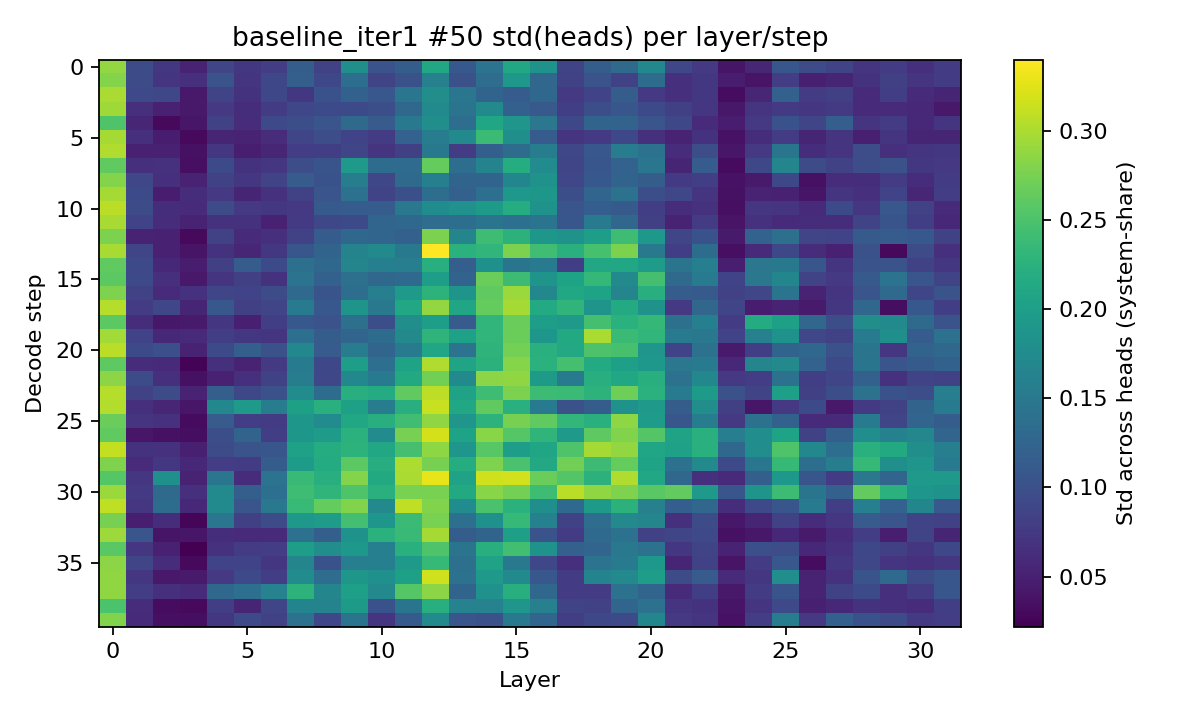 baseline_iter1 #50 std(heads) per layer/step
0
5
10
15
20
25
30
35
Decode step
0 5 10 15 20 25 30
Layer
0.30
0.25
0.20
0.15
0.10
0.05
Std across heads (system-share)